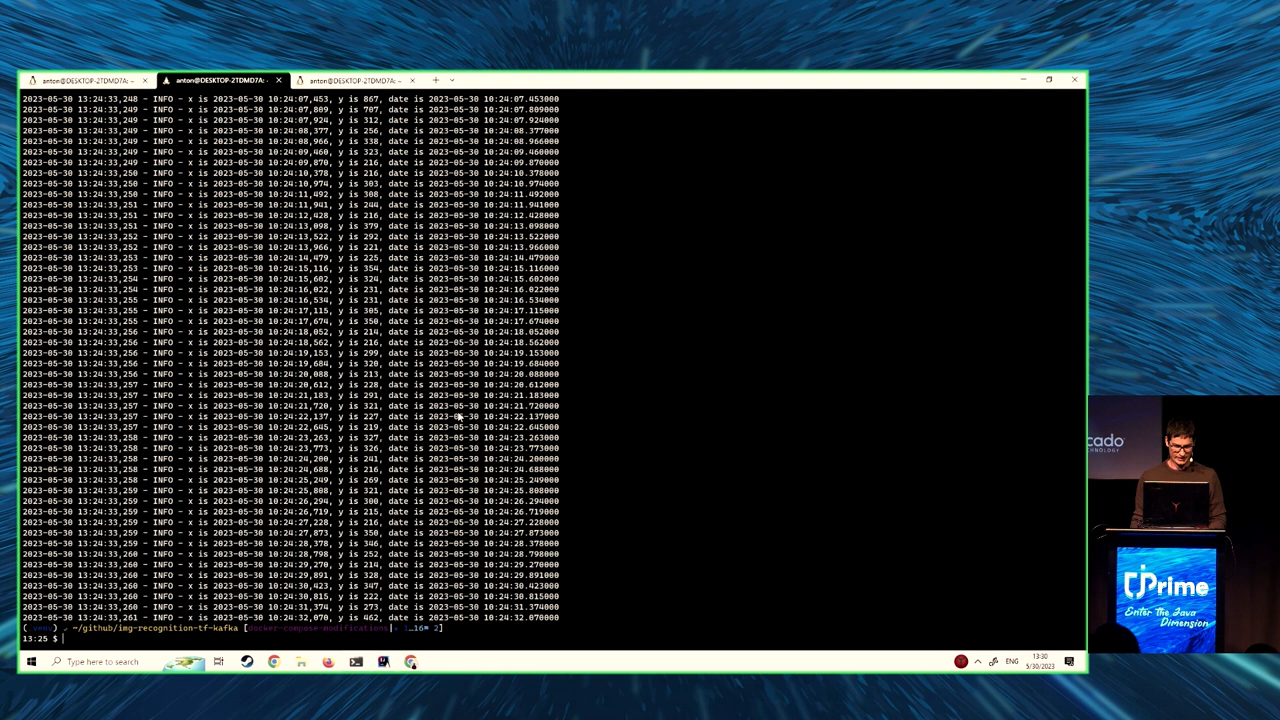 anton@DESKTOP-2TDMD7A: ~
anton@DESKTOP-2TDMD7A:
anton@DESKTOP-2TDMD7A: ~
2023-05-30 13:24:33,248 - INFO - x is 2023-05-30 10:24:07,453, y is 867, date is 2023-05-30 10:24:07.453000
2023-05-30 13:24:33,249 - INFO - x is 2023-05-30 10:24:07,809, y is 707, date is 2023-05-30 10:24:07.809000
2023-05-30 13:24:33,249 - INFO - x is 2023-05-30 10:24:07,924, y is 312, date is 2023-05-30 10:24:07.924000
2023-05-30 13:24:33,249 - INFO - x is 2023-05-30 10:24:08,377, y is 256, date is 2023-05-30 10:24:08.377000
2023-05-30 13:24:33,249 - INFO - x is 2023-05-30 10:24:08,966, y is 338, date is 2023-05-30 10:24:08.966000
2023-05-30 13:24:33,249 - INFO - x is 2023-05-30 10:24:09,460, y is 323, date is 2023-05-30 10:24:09.460000
2023-05-30 13:24:33,249 - INFO - x is 2023-05-30 10:24:09,870, y is 216, date is 2023-05-30 10:24:09.870000
2023-05-30 13:24:33,250 - INFO - x is 2023-05-30 10:24:10,378, y is 216, date is 2023-05-30 10:24:10.378000
2023-05-30 13:24:33,250 - INFO - x is 2023-05-30 10:24:10,974, y is 303, date is 2023-05-30 10:24:10.974000
2023-05-30 13:24:33,250 - INFO - x is 2023-05-30 10:24:11,492, y is 308, date is 2023-05-30 10:24:11.492000
2023-05-30 13:24:33,251 - INFO - x is 2023-05-30 10:24:11,941, y is 244, date is 2023-05-30 10:24:11.941000
2023-05-30 13:24:33,251 - INFO - x is 2023-05-30 10:24:12,428, y is 216, date is 2023-05-30 10:24:12.428000
2023-05-30 13:24:33,251 - INFO - x is 2023-05-30 10:24:13,098, y is 379, date is 2023-05-30 10:24:13.098000
2023-05-30 13:24:33,252 - INFO - x is 2023-05-30 10:24:13,522, y is 292, date is 2023-05-30 10:24:13.522000
2023-05-30 13:24:33,252 - INFO - x is 2023-05-30 10:24:13,966, y is 221, date is 2023-05-30 10:24:13.966000
2023-05-30 13:24:33,253 - INFO - x is 2023-05-30 10:24:14,479, y is 225, date is 2023-05-30 10:24:14.479000
2023-05-30 13:24:33,253 - INFO - x is 2023-05-30 10:24:15,116, y is 354, date is 2023-05-30 10:24:15.116000
2023-05-30 13:24:33,254 - INFO - x is 2023-05-30 10:24:15,602, y is 324, date is 2023-05-30 10:24:15.602000
2023-05-30 13:24:33,254 - INFO - x is 2023-05-30 10:24:16,022, y is 231, date is 2023-05-30 10:24:16.022000
2023-05-30 13:24:33,255 - INFO - x is 2023-05-30 10:24:16,534, y is 231, date is 2023-05-30 10:24:16.534000
2023-05-30 13:24:33,255 - INFO - x is 2023-05-30 10:24:17,115, y is 305, date is 2023-05-30 10:24:17.115000
2023-05-30 13:24:33,255 - INFO - x is 2023-05-30 10:24:17,674, y is 350, date is 2023-05-30 10:24:17.674000
2023-05-30 13:24:33,256 - INFO - x is 2023-05-30 10:24:18,052, y is 214, date is 2023-05-30 10:24:18.052000
2023-05-30 13:24:33,256 - INFO - x is 2023-05-30 10:24:18,562, y is 216, date is 2023-05-30 10:24:18.562000
2023-05-30 13:24:33,256 - INFO - x is 2023-05-30 10:24:19,153, y is 299, date is 2023-05-30 10:24:19.153000
2023-05-30 13:24:33,256 - INFO - x is 2023-05-30 10:24:19,684, y is 320, date is 2023-05-30 10:24:19.684000
2023-05-30 13:24:33,256 - INFO - x is 2023-05-30 10:24:20,088, y is 213, date is 2023-05-30 10:24:20.088000
2023-05-30 13:24:33,257 - INFO - x is 2023-05-30 10:24:20,612, y is 228, date is 2023-05-30 10:24:20.612000
2023-05-30 13:24:33,257 - INFO - x is 2023-05-30 10:24:21,183, y is 291, date is 2023-05-30 10:24:21.183000
2023-05-30 13:24:33,257 - INFO - x is 2023-05-30 10:24:21,720, y is 321, date is 2023-05-30 10:24:21.720000
2023-05-30 13:24:33,257 - INFO - x is 2023-05-30 10:24:22,137, y is 227, date is 2023-05-30 10:24:22.137000
2023-05-30 13:24:33,257 - INFO - x is 2023-05-30 10:24:22,645, y is 219, date is 2023-05-30 10:24:22.645000
2023-05-30 13:24:33,258 - INFO - x is 2023-05-30 10:24:23,263, y is 327, date is 2023-05-30 10:24:23.263000
2023-05-30 13:24:33,258 - INFO - x is 2023-05-30 10:24:23,773, y is 326, date is 2023-05-30 10:24:23.773000
2023-05-30 13:24:33,258 - INFO - x is 2023-05-30 10:24:24,200, y is 241, date is 2023-05-30 10:24:24.200000
2023-05-30 13:24:33,258 - INFO - x is 2023-05-30 10:24:24,688, y is 216, date is 2023-05-30 10:24:24.688000
2023-05-30 13:24:33,258 - INFO - x is 2023-05-30 10:24:25,249, y is 269, date is 2023-05-30 10:24:25.249000
2023-05-30 13:24:33,259 - INFO - x is 2023-05-30 10:24:25,808, y is 321, date is 2023-05-30 10:24:25.808000
2023-05-30 13:24:33,259 - INFO - x is 2023-05-30 10:24:26,294, y is 300, date is 2023-05-30 10:24:26.294000
2023-05-30 13:24:33,259 - INFO - x is 2023-05-30 10:24:26,719, y is 215, date is 2023-05-30 10:24:26.719000
2023-05-30 13:24:33,259 - INFO - x is 2023-05-30 10:24:27,228, y is 216, date is 2023-05-30 10:24:27.228000
2023-05-30 13:24:33,259 - INFO - x is 2023-05-30 10:24:27,873, y is 350, date is 2023-05-30 10:24:27.873000
2023-05-30 13:24:33,259 - INFO - x is 2023-05-30 10:24:28,378, y is 346, date is 2023-05-30 10:24:28.378000
2023-05-30 13:24:33,260 - INFO - x is 2023-05-30 10:24:28,798, y is 252, date is 2023-05-30 10:24:28.798000
2023-05-30 13:24:33,260 - INFO - x is 2023-05-30 10:24:29,270, y is 214, date is 2023-05-30 10:24:29.270000
2023-05-30 13:24:33,260 - INFO - x is 2023-05-30 10:24:29,891, y is 328, date is 2023-05-30 10:24:29.891000
2023-05-30 13:24:33,260 - INFO - x is 2023-05-30 10:24:30,423, y is 347, date is 2023-05-30 10:24:30.423000
2023-05-30 13:24:33,260 - INFO - x is 2023-05-30 10:24:30,815, y is 222, date is 2023-05-30 10:24:30.815000
2023-05-30 13:24:33,260 - INFO - x is 2023-05-30 10:24:31,374, y is 273, date is 2023-05-30 10:24:31.374000
2023-05-30 13:24:33,261 - INFO - x is 2023-05-30 10:24:32,070, y is 462, date is 2023-05-30 10:24:32.070000
~/github/img-recognition-tf-kafka [docker-compose-modifications|
13:25 $
Type here to search
ENG
13:30
5/30/2023
cado
CHNOLOGY
JPrime
Enter the Java
Dimension